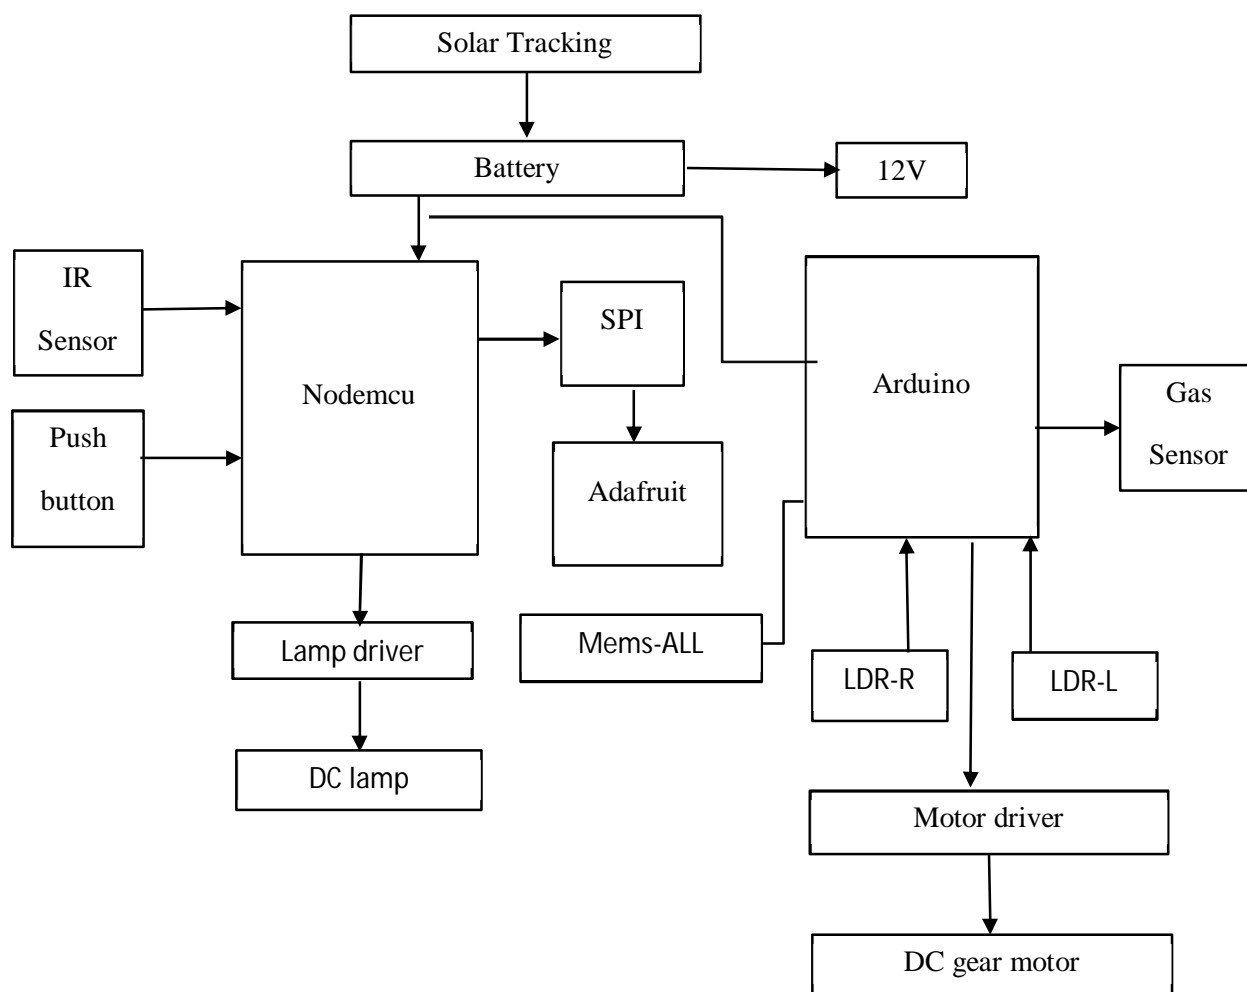 Solar Tracking
Battery
12V
IR
Sensor
Nodemcu
SPI
Arduino
Gas
Sensor
Push
button
Adafruit
Lamp driver
Mems-ALL
LDR-R
LDR-L
DC lamp
Motor driver
DC gear motor